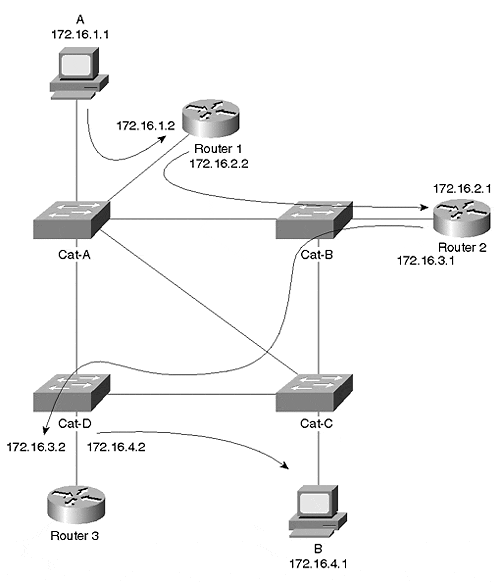 A
172.16.1.1
172.16.1.2
Router 1
172.16.2.2
172.16.2.1
Router 2
172.16.3.1
Cat-A
Cat-B
Cat-D
Cat-C
172.16.3.2
172.16.4.2
Router 3
B
172.16.4.1